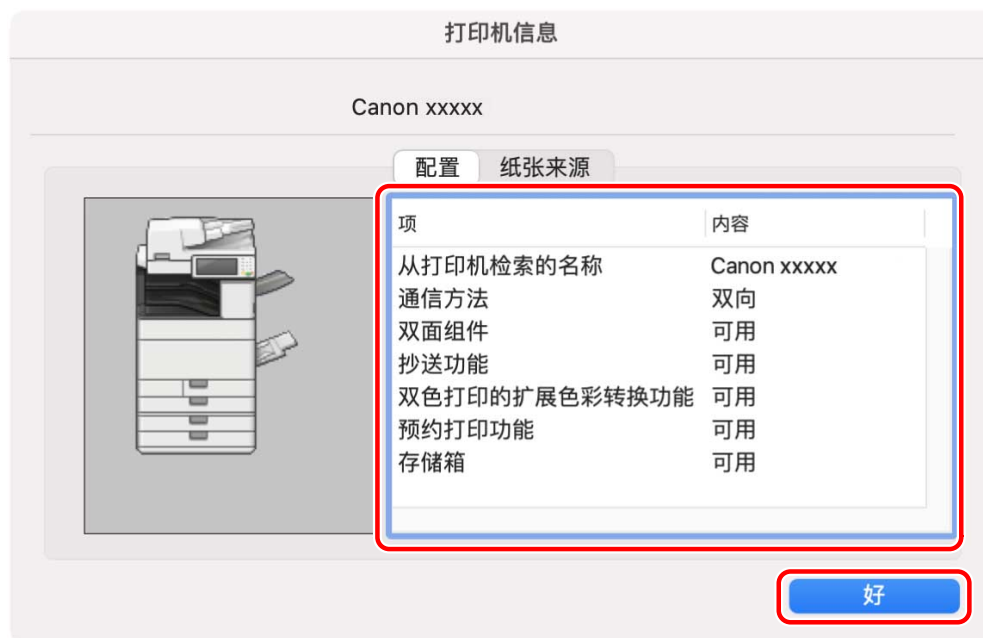 打印机信息
Canon xxxxx
配置 纸张来源
项 内容
从打印机检索的名称 Canon xxxxx
通信方法 双向
双面组件 可用
抄送功能 可用
双色打印的扩展色彩转换功能 可用
预约打印功能 可用
存储箱 可用
好